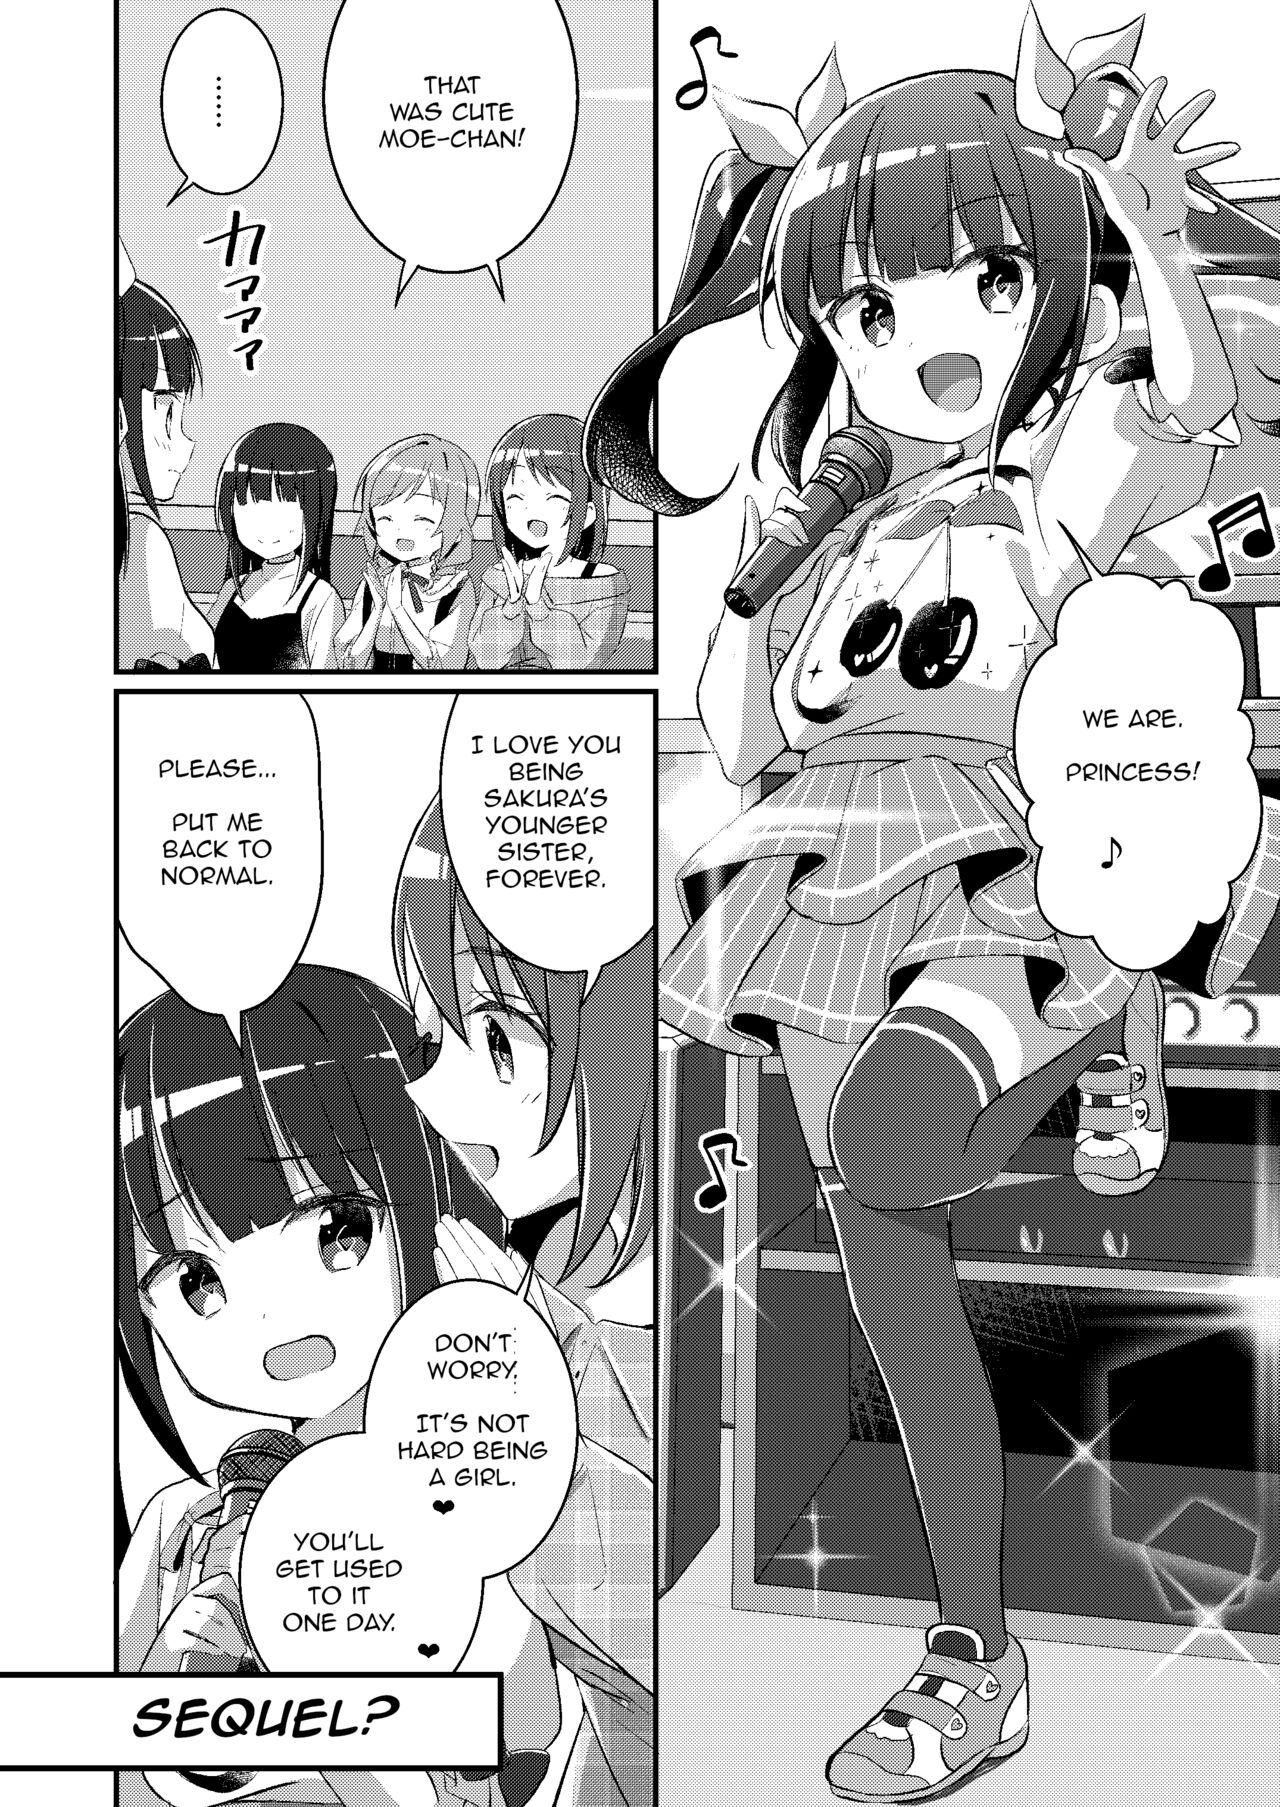 WE ARE.
PRINCESS!
♪
THAT
WAS CUTE
MOE-CHAN!
……
カァァァ
I LOVE YOU
BEING
SAKURA'S
YOUNGER
SISTER,
FOREVER.
PLEASE...
PUT ME
BACK TO
NORMAL.
DON'T
WORRY.
IT'S NOT
HARD BEING
A GIRL.
❤
YOU'LL
GET USED
TO IT
ONE DAY.
❤
SEQUEL?